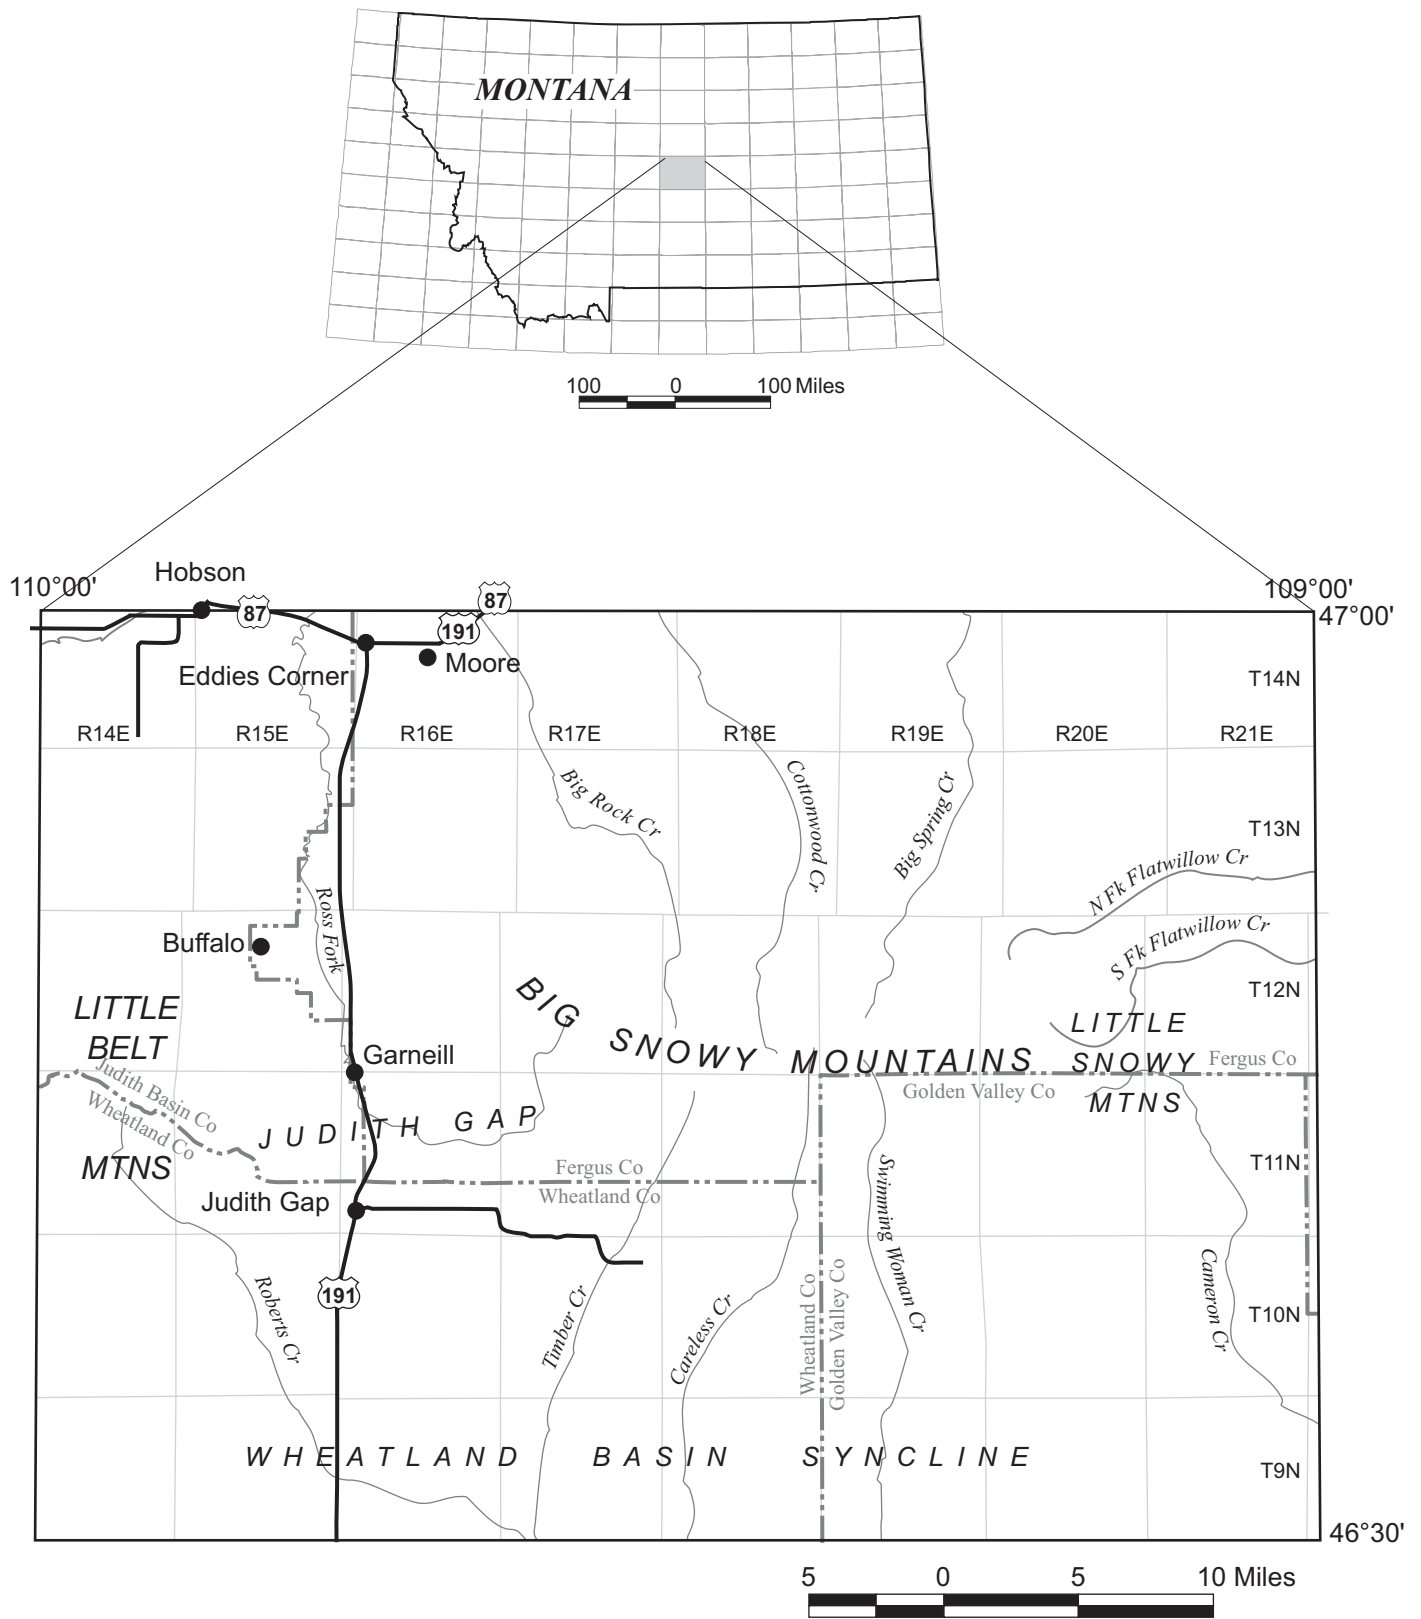 MONTANA
100 0 100 Miles
110°00' Hobson 109°00'
87
87
47°00'
191
Eddies Corner
Moore
T14N
R14E R15E R16E R17E R18E R19E R20E R21E
Big Rock Cr
Cottonwood Cr
Big Spring Cr
T13N
N Fk Flatwillow Cr
Ross Fork
Buffalo
S Fk Flatwillow Cr
T12N
LITTLE
BELT
MTNS
BIG SNOWY MOUNTAINS
LITTLE
SNOWY
MTNS
Garneill
Fergus Co
Golden Valley Co
Judith Basin Co
Wheatland Co
JUDITH GAP
Fergus Co
Wheatland Co
T11N
Judith Gap
Swimming Woman Cr
Cameron Cr
Wheatland Co
Golden Valley Co
191
Roberts Cr
Timber Cr
Careless Cr
T10N
WHEATLAND BASIN SYNCLINE
T9N
46°30'
5 0 5 10 Miles